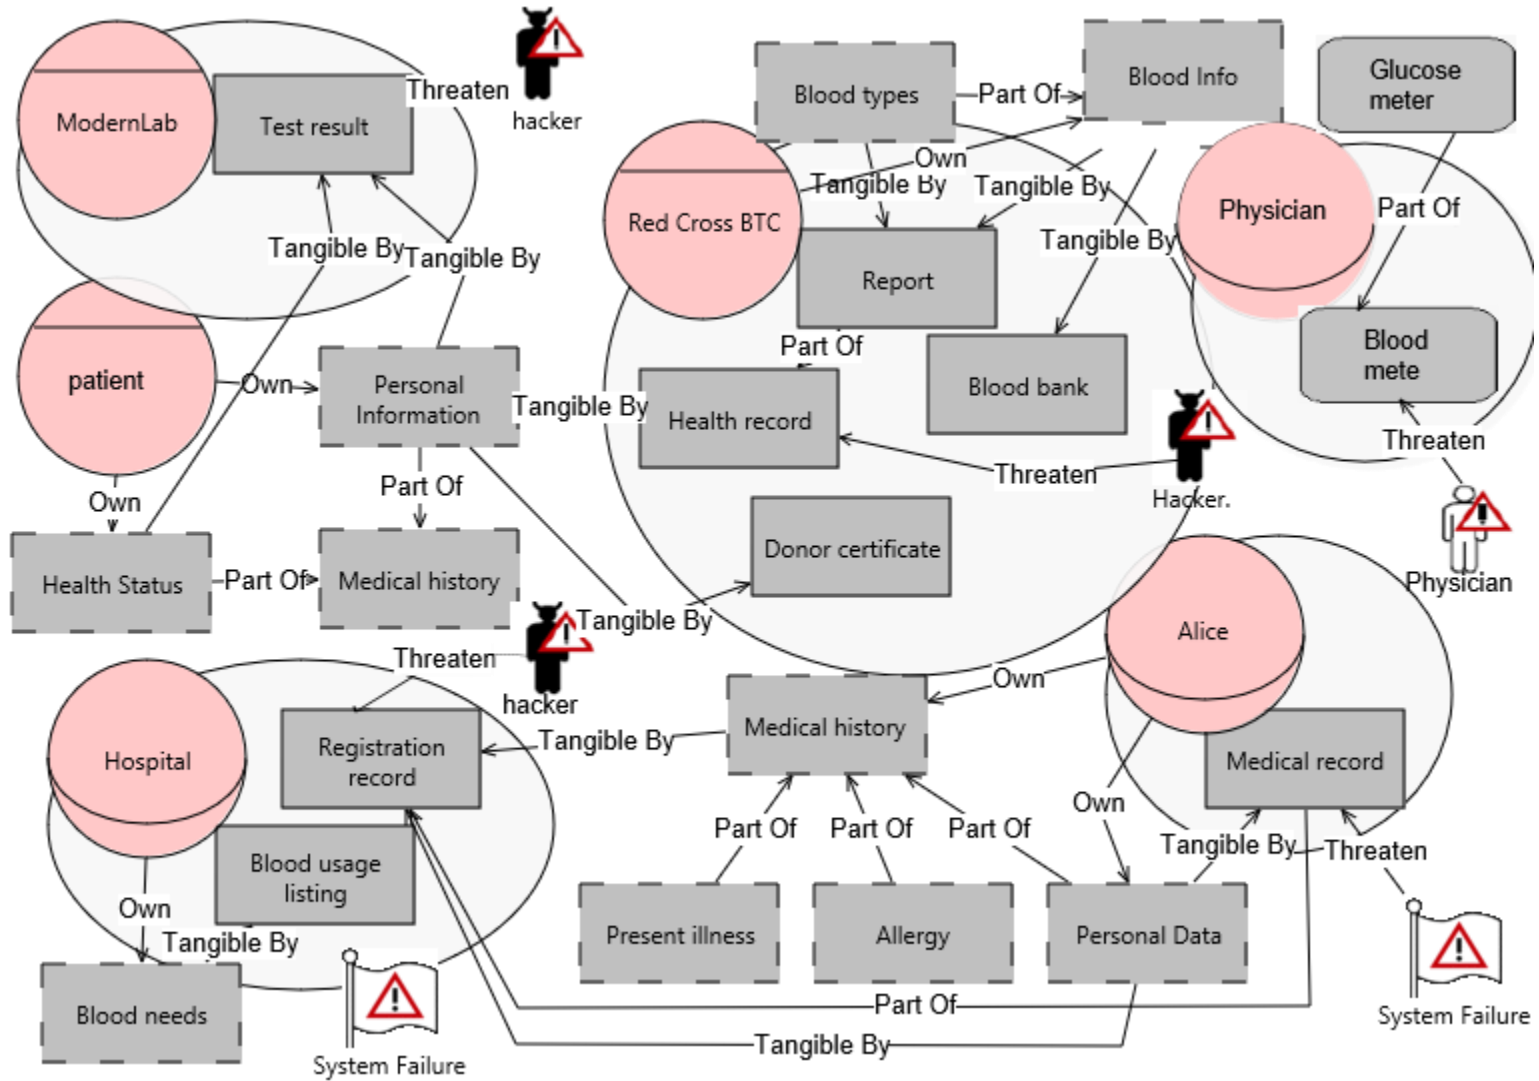 Threaten
hacker
ModernLab
Test result
Blood types
Part Of
Blood Info
Glucose
meter
Own
Tangible By
Tangible By
Red Cross BTC
Physician
Part Of
Tangible By
Tangible By
Tangible By
Report
Part Of
Blood
mete
patient
Own
Personal
Information
Tangible By
Health record
Blood bank
Threaten
Threaten
Hacker.
Own
Part Of
Donor certificate
Physician
Health Status
Part Of
Medical history
Tangible By
Alice
Threaten
hacker
Own
Hospital
Registration
record
Tangible By
Medical history
Medical record
Own
Part Of
Part Of
Part Of
Tangible By
Threaten
Blood usage
listing
Own
Tangible By
Present illness
Allergy
Personal Data
Blood needs
System Failure
Part Of
System Failure
Tangible By